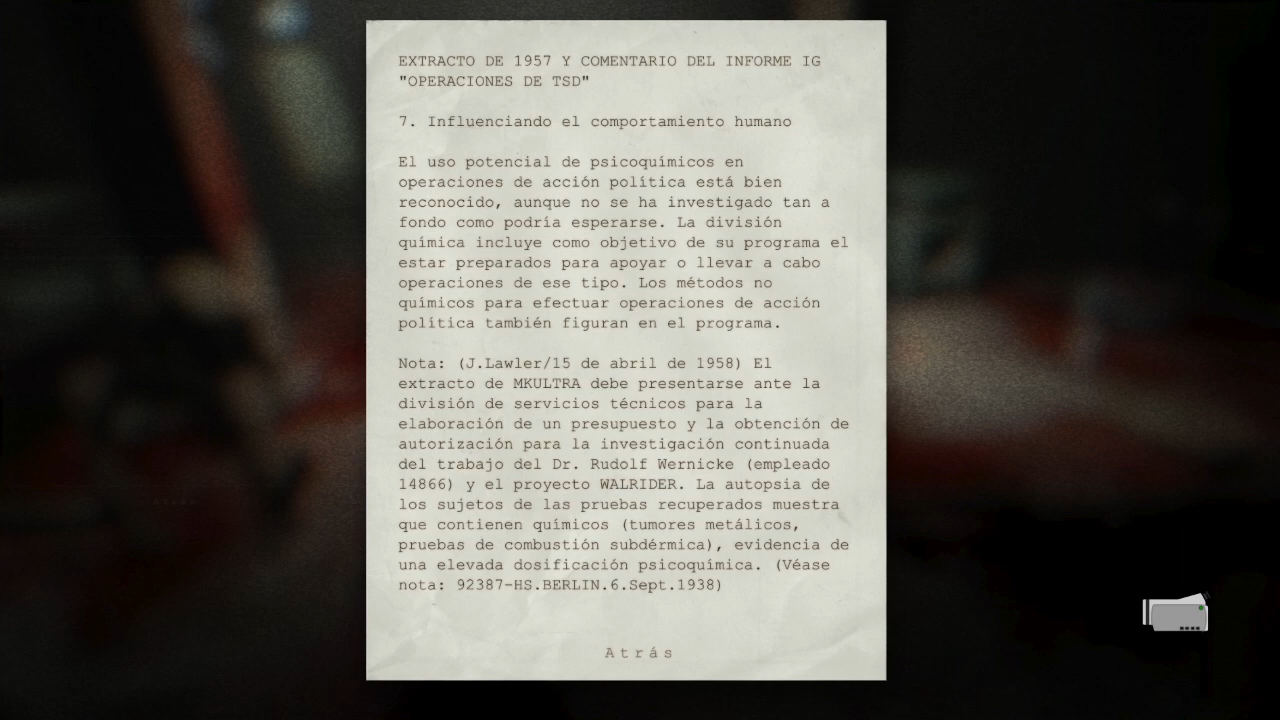 EXTRACTO DE 1957 Y COMENTARIO DEL INFORME IG
"OPERACIONES DE TSD"
7. Influenciando el comportamiento humano
El uso potencial de psicoquímicos en
operaciones de acción política está bien
reconocido, aunque no se ha investigado tan a
fondo como podría esperarse. La división
química incluye como objetivo de su programa el
estar preparados para apoyar o llevar a cabo
operaciones de ese tipo. Los métodos no
químicos para efectuar operaciones de acción
política también figuran en el programa.
Nota: (J.Lawler/15 de abril de 1958) El
extracto de MKULTRA debe presentarse ante la
división de servicios técnicos para la
elaboración de un presupuesto y la obtención de
autorización para la investigación continuada
del trabajo del Dr. Rudolf Wernicke (empleado
14866) y el proyecto WALRIDER. La autopsia de
los sujetos de las pruebas recuperados muestra
que contienen químicos (tumores metálicos,
pruebas de combustión subdérmica), evidencia de
una elevada dosificación psicoquímica. (Véase
nota: 92387-HS.BERLIN.6.Sept.1938)
Atrás